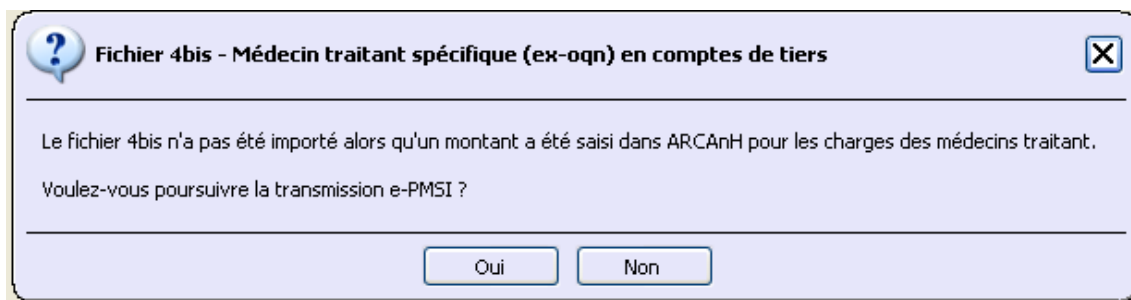 Fichier 4bis - Médecin traitant spécifique (ex-oqn) en comptes de tiers
Le fichier 4bis n'a pas été importé alors qu'un montant a été saisi dans ARCAnH pour les charges des médecins traitant.
Voulez-vous poursuivre la transmission e-PMSI ?
Oui
Non